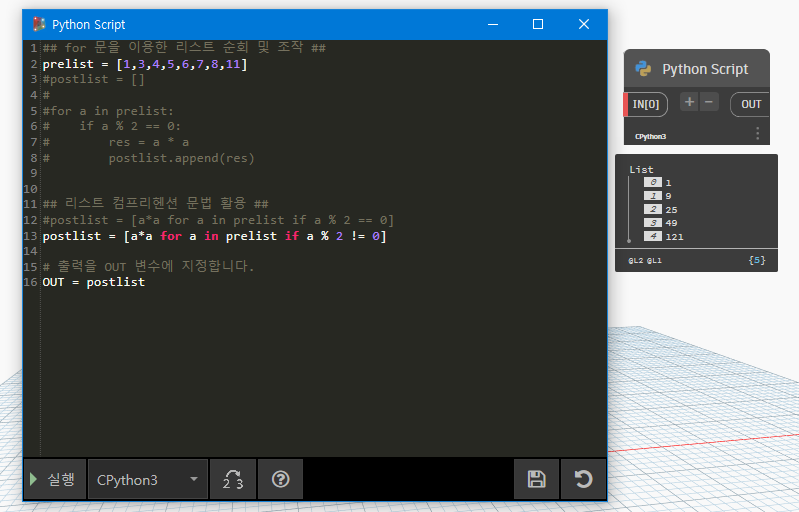 Python Script
1 ## for 문을 이용한 리스트 순회 및 조작 ##
2 prelist = [1,3,4,5,6,7,8,11]
3 #postlist = []
4 #
5 #for a in prelist:
6 #    if a % 2 == 0:
7 #        res = a * a
8 #        postlist.append(res)
9
10
11 ## 리스트 컴프리헨션 문법 활용 ##
12 #postlist = [a*a for a in prelist if a % 2 == 0]
13 postlist = [a*a for a in prelist if a % 2 != 0]
14
15 # 출력을 OUT 변수에 지정합니다.
16 OUT = postlist
실행 CPython3 2 3
Python Script
IN[0] + − OUT
CPython3
List
0 1
1 9
2 25
3 49
4 121
@L2 @L1 {5}